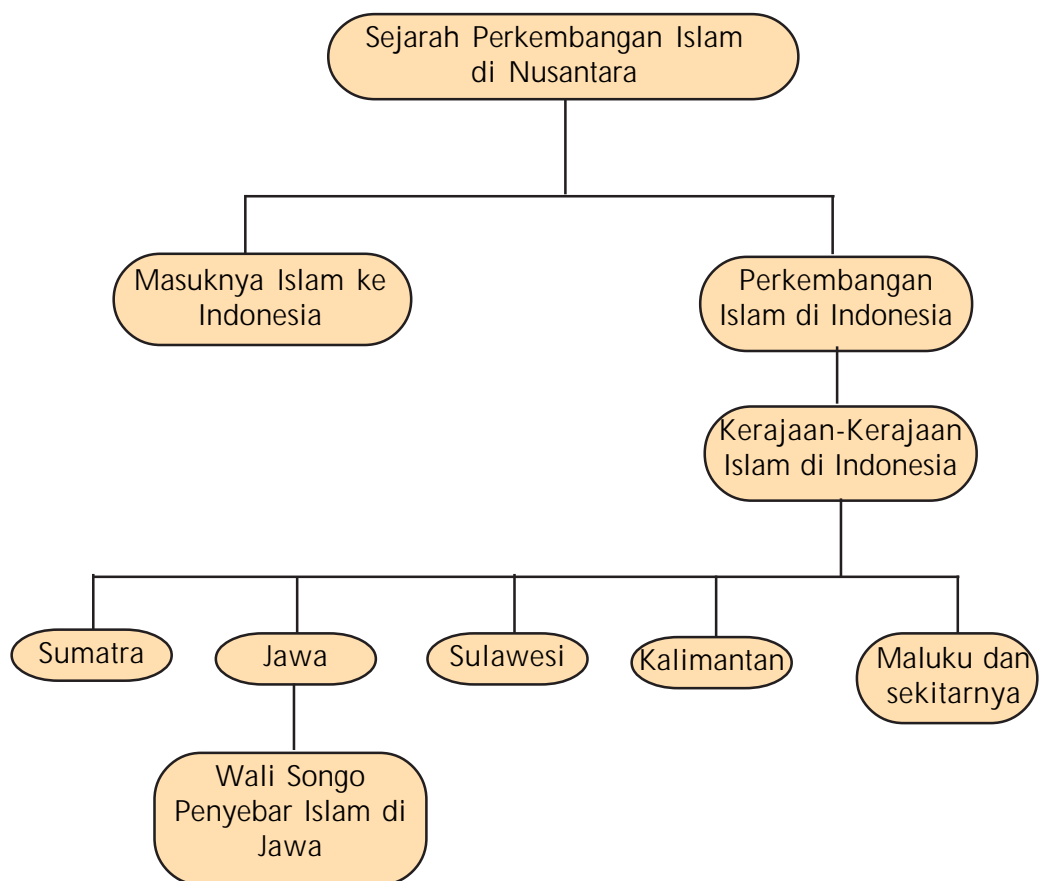 Sejarah Perkembangan Islam
di Nusantara
Masuknya Islam ke
Indonesia
Perkembangan
Islam di Indonesia
Kerajaan-Kerajaan
Islam di Indonesia
Sumatra
Jawa
Sulawesi
Kalimantan
Maluku dan
sekitarnya
Wali Songo
Penyebar Islam di
Jawa